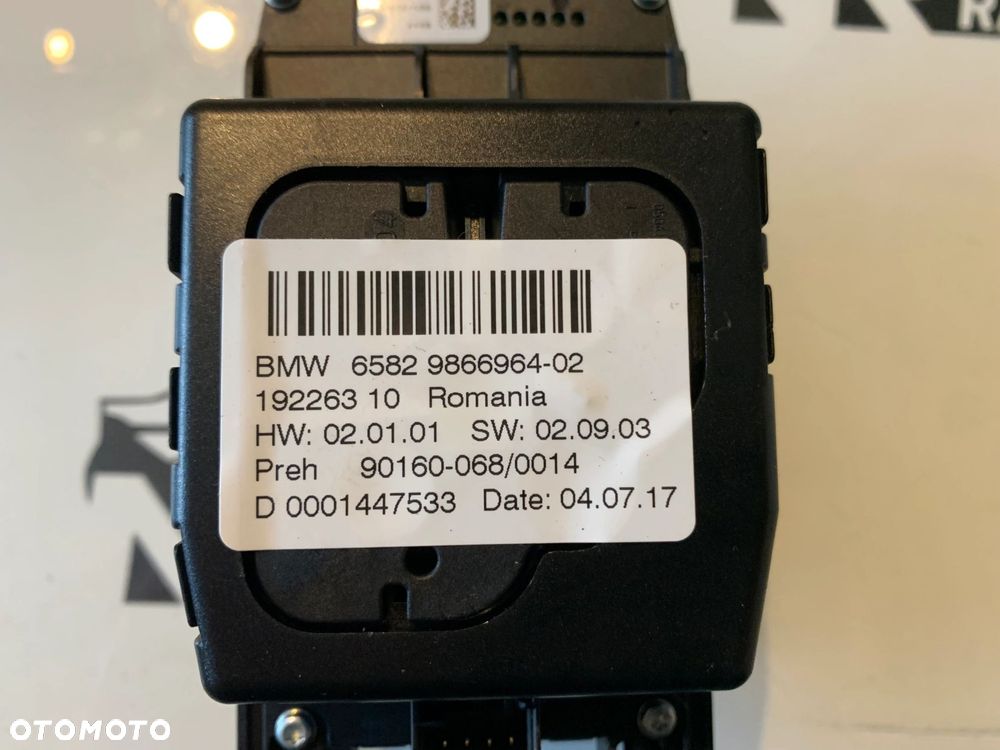 BMW 6582 9866964-02
192263 10 Romania
HW: 02.01.01 SW: 02.09.03
Preh 90160-068/0014
D 0001447533 Date: 04.07.17
OTOMOTO